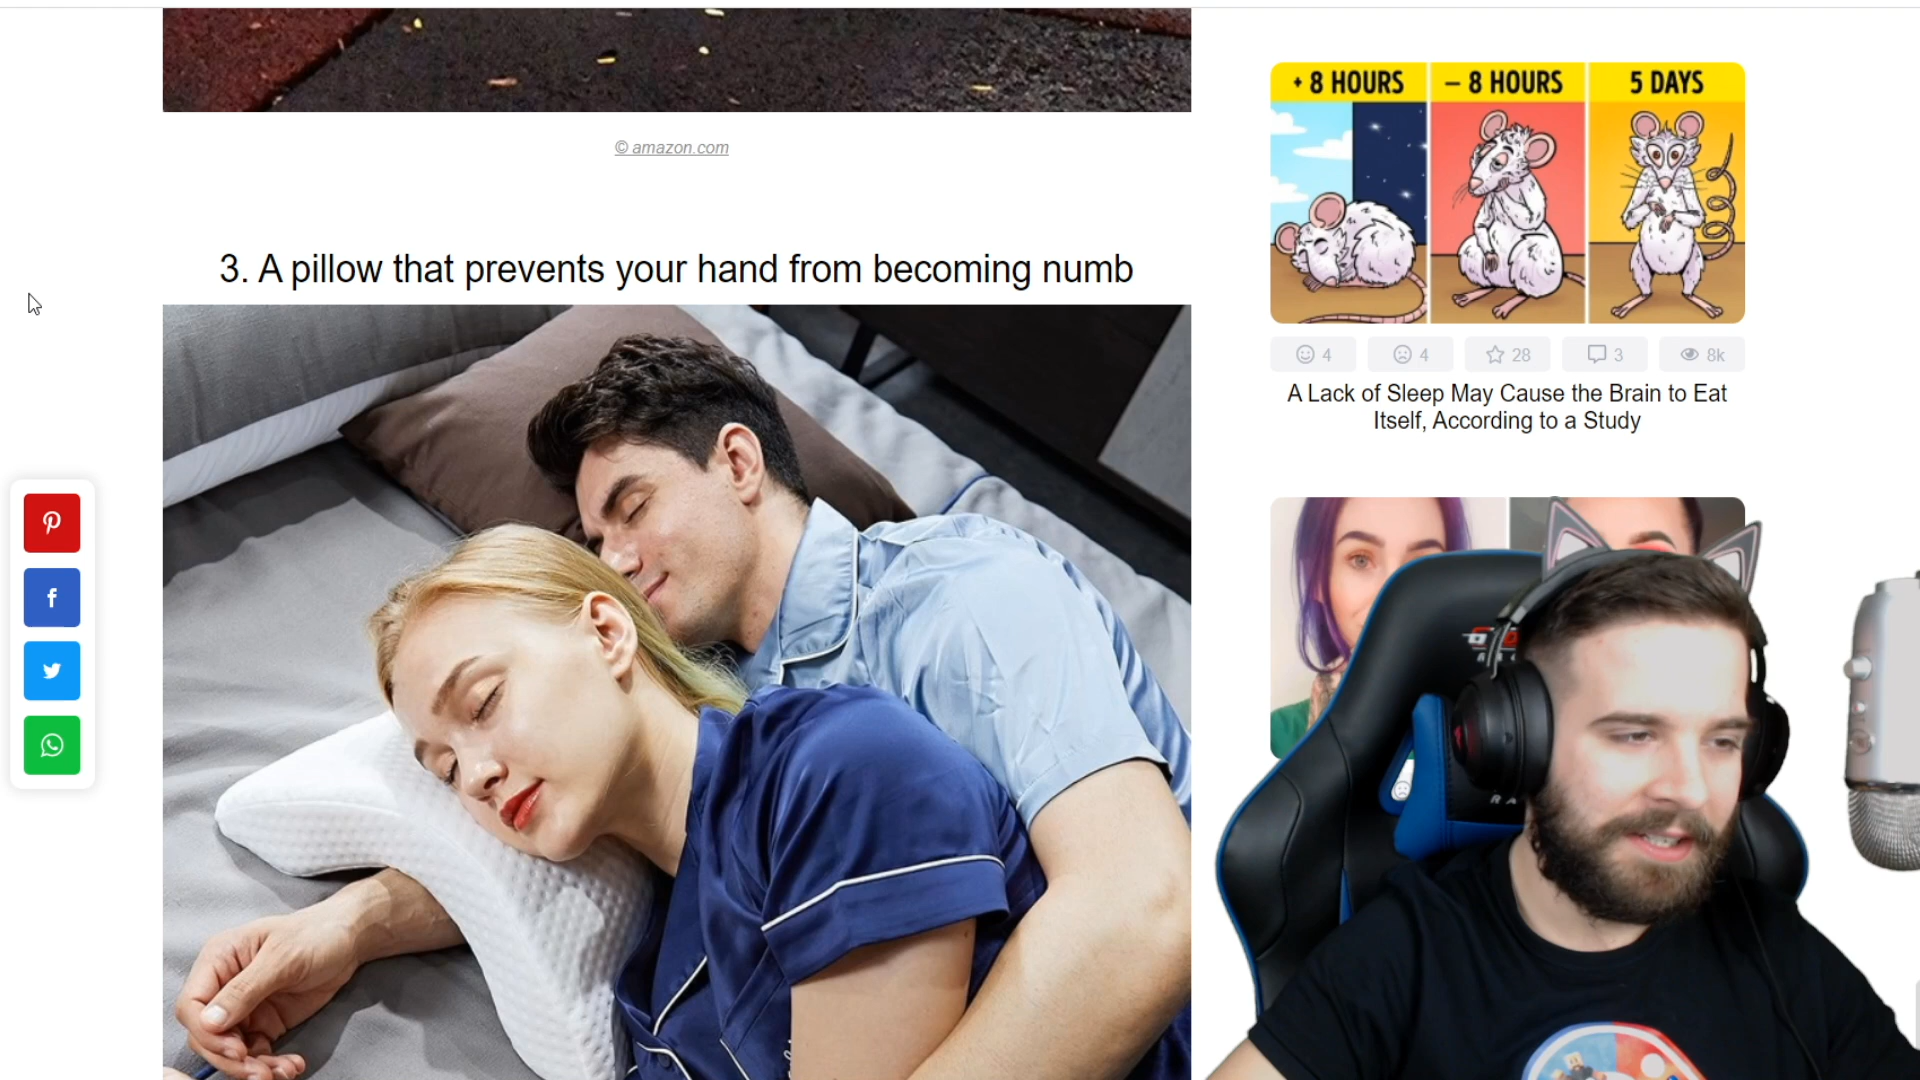 © amazon.com
3. A pillow that prevents your hand from becoming numb
+ 8 HOURS
– 8 HOURS
5 DAYS
4
4
28
3
8k
A Lack of Sleep May Cause the Brain to Eat
Itself, According to a Study